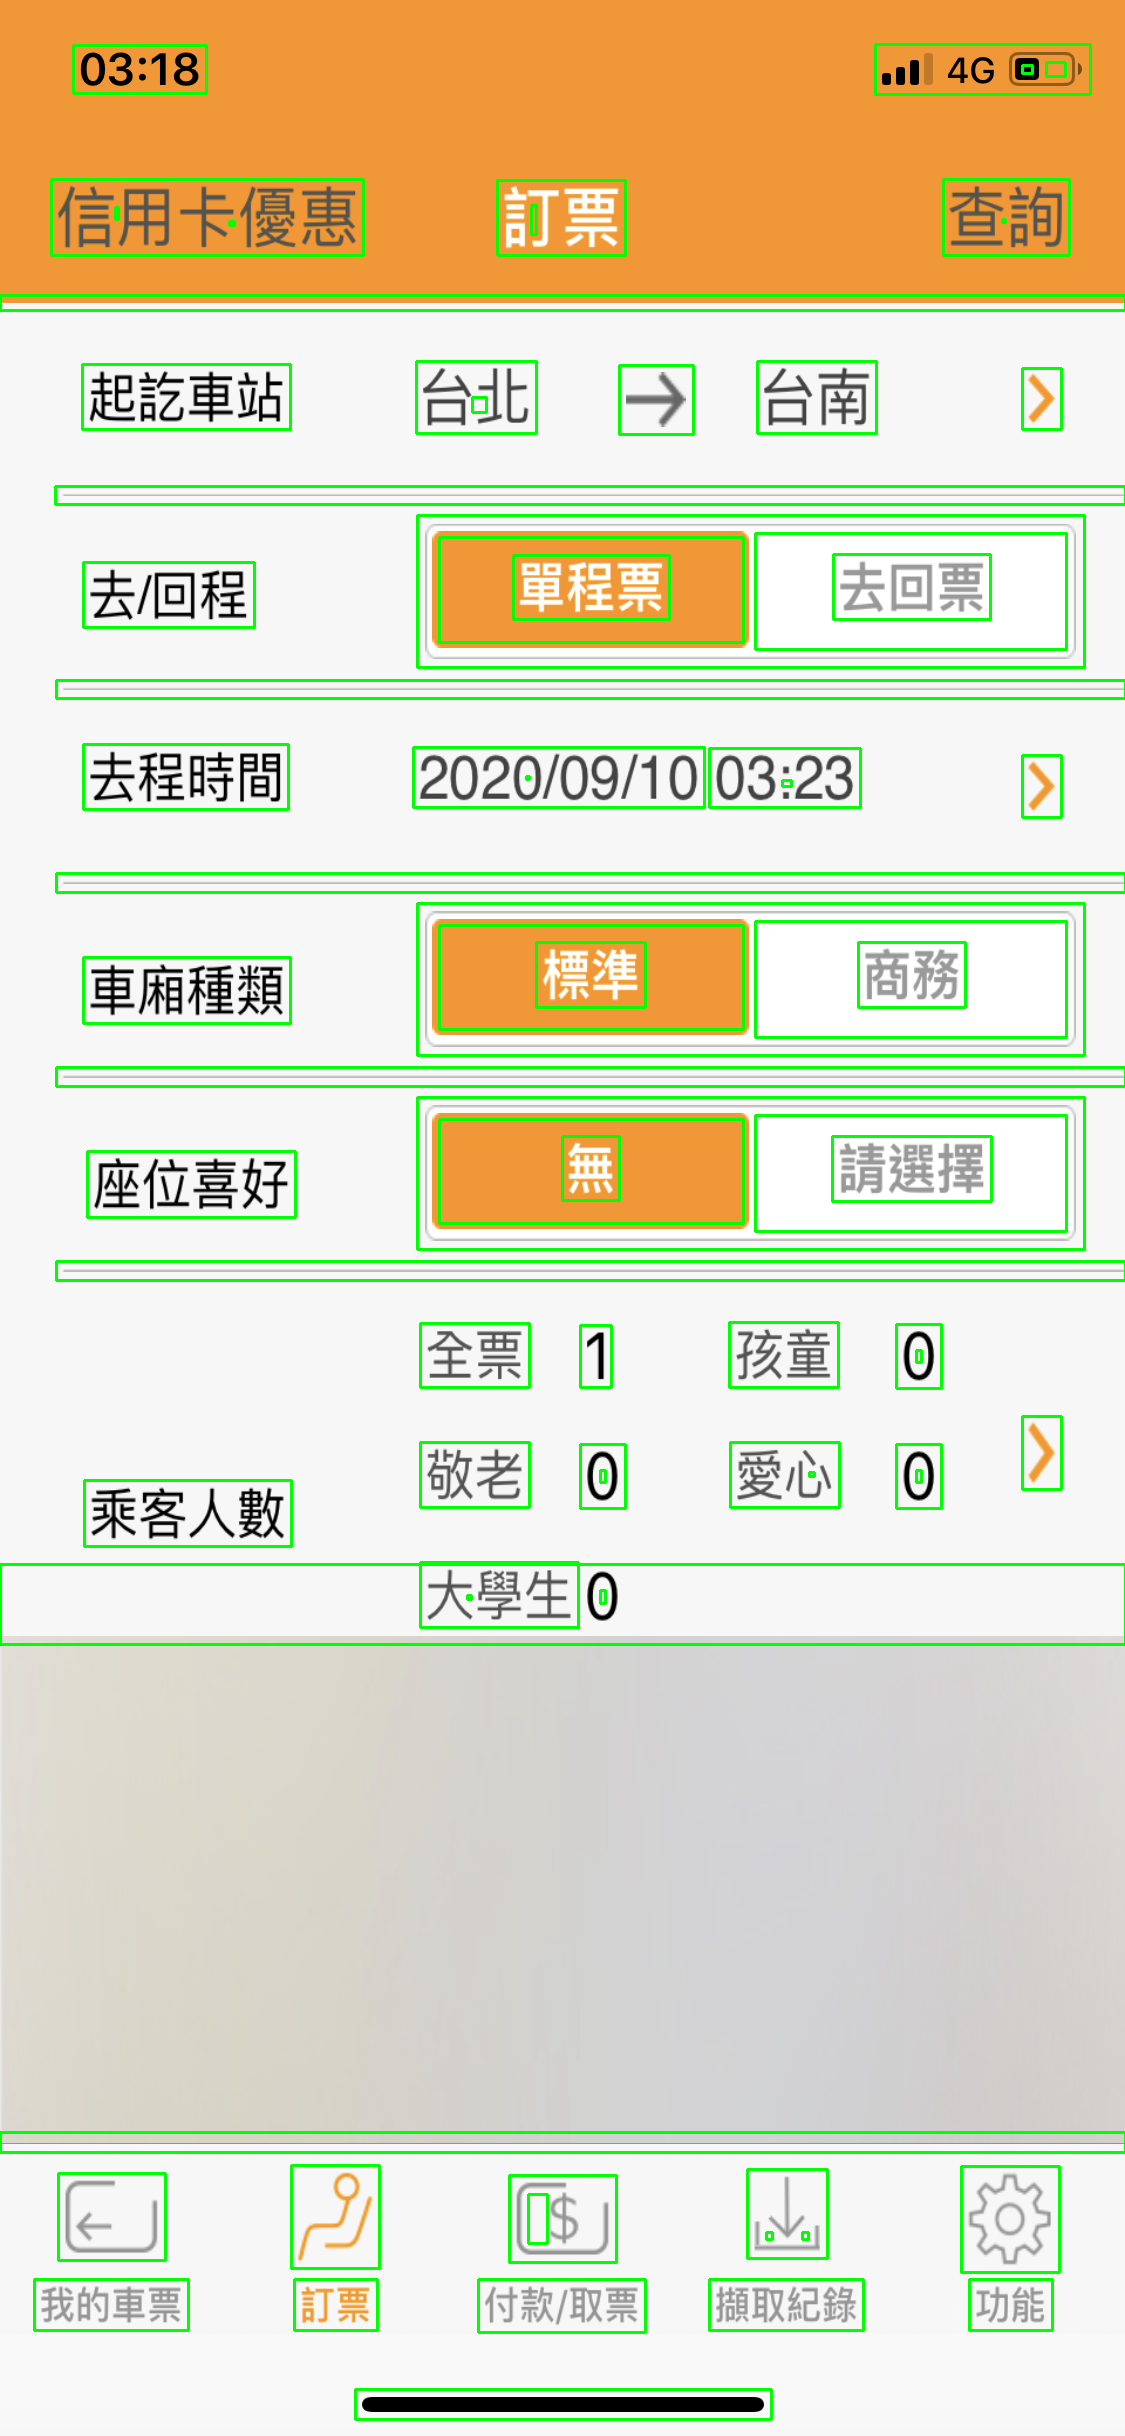 03:18 4G
信用卡優惠 訂票 查詢
起訖車站 台北 → 台南
去/回程 單程票 去回票
去程時間 2020/09/10 03:23
車廂種類 標準 商務
座位喜好 無 請選擇
全票 1 孩童 0
敬老 0 愛心 0
乘客人數
大學生 0
我的車票 訂票 付款/取票 擷取紀錄 功能